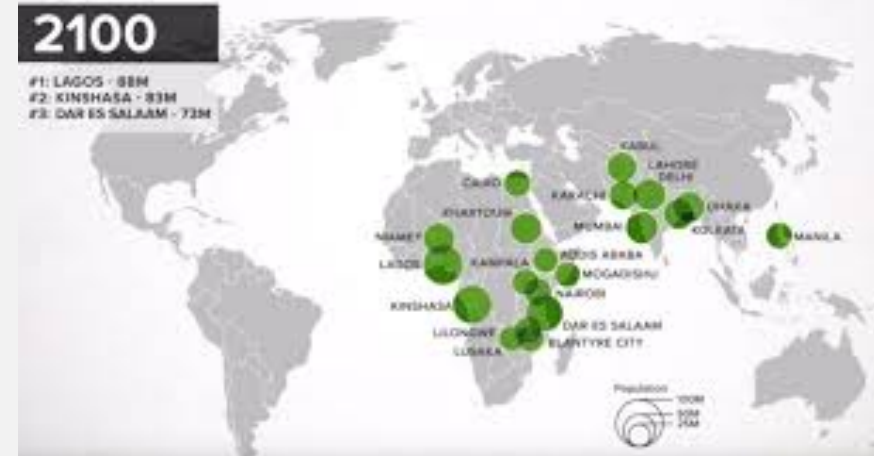 2100
#1: LAGOS - 88M
#2: KINSHASA - 83M
#3: DAR ES SALAAM - 73M
KABUL
LAHORE
DELHI
CAIRO
KARACHI
DHAKA
KHARTOUM
MUMBAI
KOLKATA
NIAMEY
MANILA
ADDIS ABABA
LAGOS
KAMPALA
MOGADISHU
NAIROBI
KINSHASA
DAR ES SALAAM
LILONGWE
BLANTYRE CITY
LUSAKA
Population
100M
50M
25M